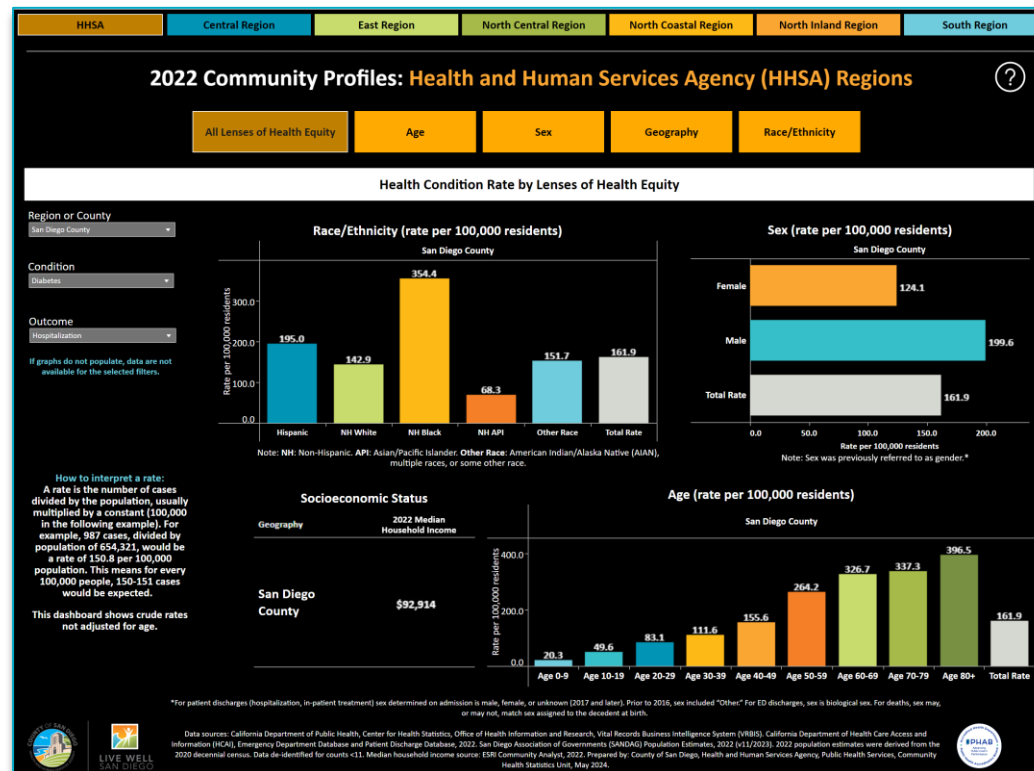 HHSA
Central Region
East Region
North Central Region
North Coastal Region
North Inland Region
South Region
2022 Community Profiles: Health and Human Services Agency (HHSA) Regions
?
All Lenses of Health Equity
Age
Sex
Geography
Race/Ethnicity
Health Condition Rate by Lenses of Health Equity
Region or County
San Diego County
Condition
Diabetes
Outcome
Hospitalization
If graphs do not populate, data are not
available for the selected filters.
Race/Ethnicity (rate per 100,000 residents)
San Diego County
Rate per 100,000 residents
300.0
200.0
100.0
0.0
195.0
142.9
354.4
68.3
151.7
161.9
Hispanic
NH White
NH Black
NH API
Other Race
Total Rate
Note: NH: Non-Hispanic. API: Asian/Pacific Islander. Other Race: American Indian/Alaska Native (AIAN),
multiple races, or some other race.
Sex (rate per 100,000 residents)
San Diego County
Female
124.1
Male
199.6
Total Rate
161.9
0.0
50.0
100.0
150.0
200.0
Rate per 100,000 residents
Note: Sex was previously referred to as gender.*
How to interpret a rate:
A rate is the number of cases
divided by the population, usually
multiplied by a constant (100,000
in the following example). For
example, 987 cases, divided by
population of 654,321, would be
a rate of 150.8 per 100,000
population. This means for every
100,000 people, 150-151 cases
would be expected.
This dashboard shows crude rates
not adjusted for age.
Socioeconomic Status
Geography
2022 Median
Household Income
San Diego
County
$92,914
Age (rate per 100,000 residents)
San Diego County
Rate per 100,000 residents
400.0
200.0
0.0
20.3
49.6
83.1
111.6
155.6
264.2
326.7
337.3
396.5
161.9
Age 0-9
Age 10-19
Age 20-29
Age 30-39
Age 40-49
Age 50-59
Age 60-69
Age 70-79
Age 80+
Total Rate
*For patient discharges (hospitalization, in-patient treatment) sex determined on admission is male, female, or unknown (2017 and later). Prior to 2016, sex included "Other." For ED discharges, sex is biological sex. For deaths, sex may,
or may not, match sex assigned to the decedent at birth.
Data sources: California Department of Public Health, Center for Health Statistics, Office of Health Information and Research, Vital Records Business Intelligence System (VRBIS). California Department of Health Care Access and
Information (HCAI), Emergency Department Database and Patient Discharge Database, 2022. San Diego Association of Governments (SANDAG) Population Estimates, 2022 (v11/2023). 2022 population estimates were derived from the
2020 decennial census. Data de-identified for counts <11. Median household income source: ESRI Community Analyst, 2022. Prepared by: County of San Diego, Health and Human Services Agency, Public Health Services, Community
Health Statistics Unit, May 2024.
COUNTY OF SAN DIEGO
LIVE WELL
SAN DIEGO
PHAB